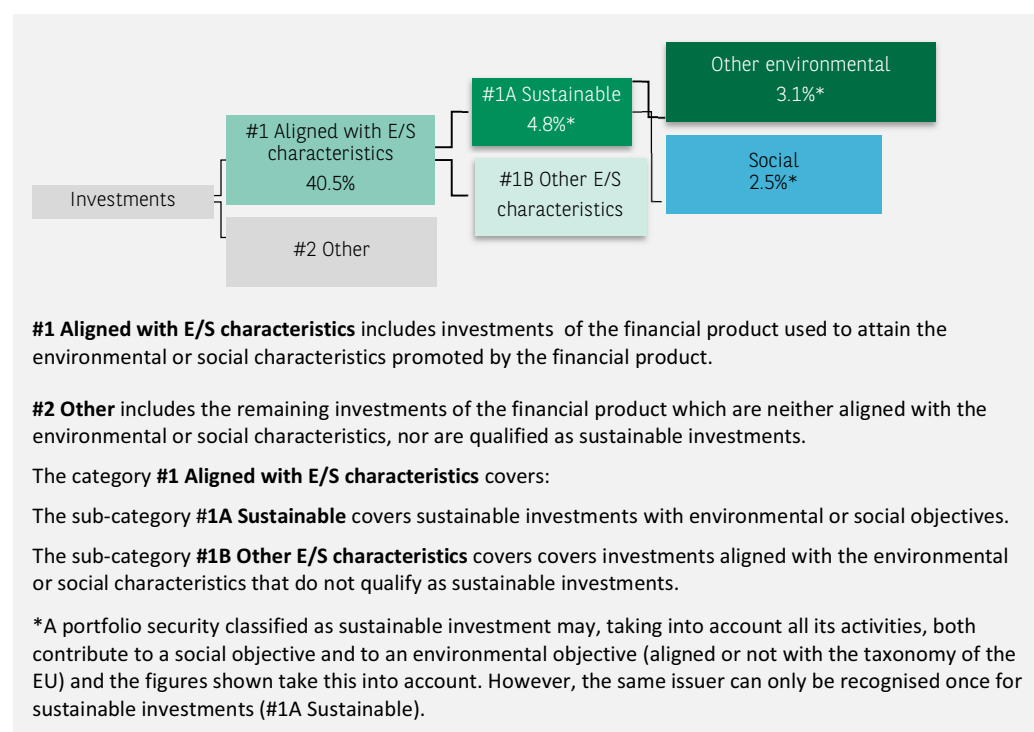 Other environmental
3.1%*
#1A Sustainable
4.8%*
#1 Aligned with E/S
characteristics
40.5%
Social
2.5%*
#1B Other E/S
characteristics
Investments
#2 Other
#1 Aligned with E/S characteristics includes investments of the financial product used to attain the
environmental or social characteristics promoted by the financial product.
#2 Other includes the remaining investments of the financial product which are neither aligned with the
environmental or social characteristics, nor are qualified as sustainable investments.
The category #1 Aligned with E/S characteristics covers:
The sub-category #1A Sustainable covers sustainable investments with environmental or social objectives.
The sub-category #1B Other E/S characteristics covers covers investments aligned with the environmental
or social characteristics that do not qualify as sustainable investments.
*A portfolio security classified as sustainable investment may, taking into account all its activities, both
contribute to a social objective and to an environmental objective (aligned or not with the taxonomy of the
EU) and the figures shown take this into account. However, the same issuer can only be recognised once for
sustainable investments (#1A Sustainable).